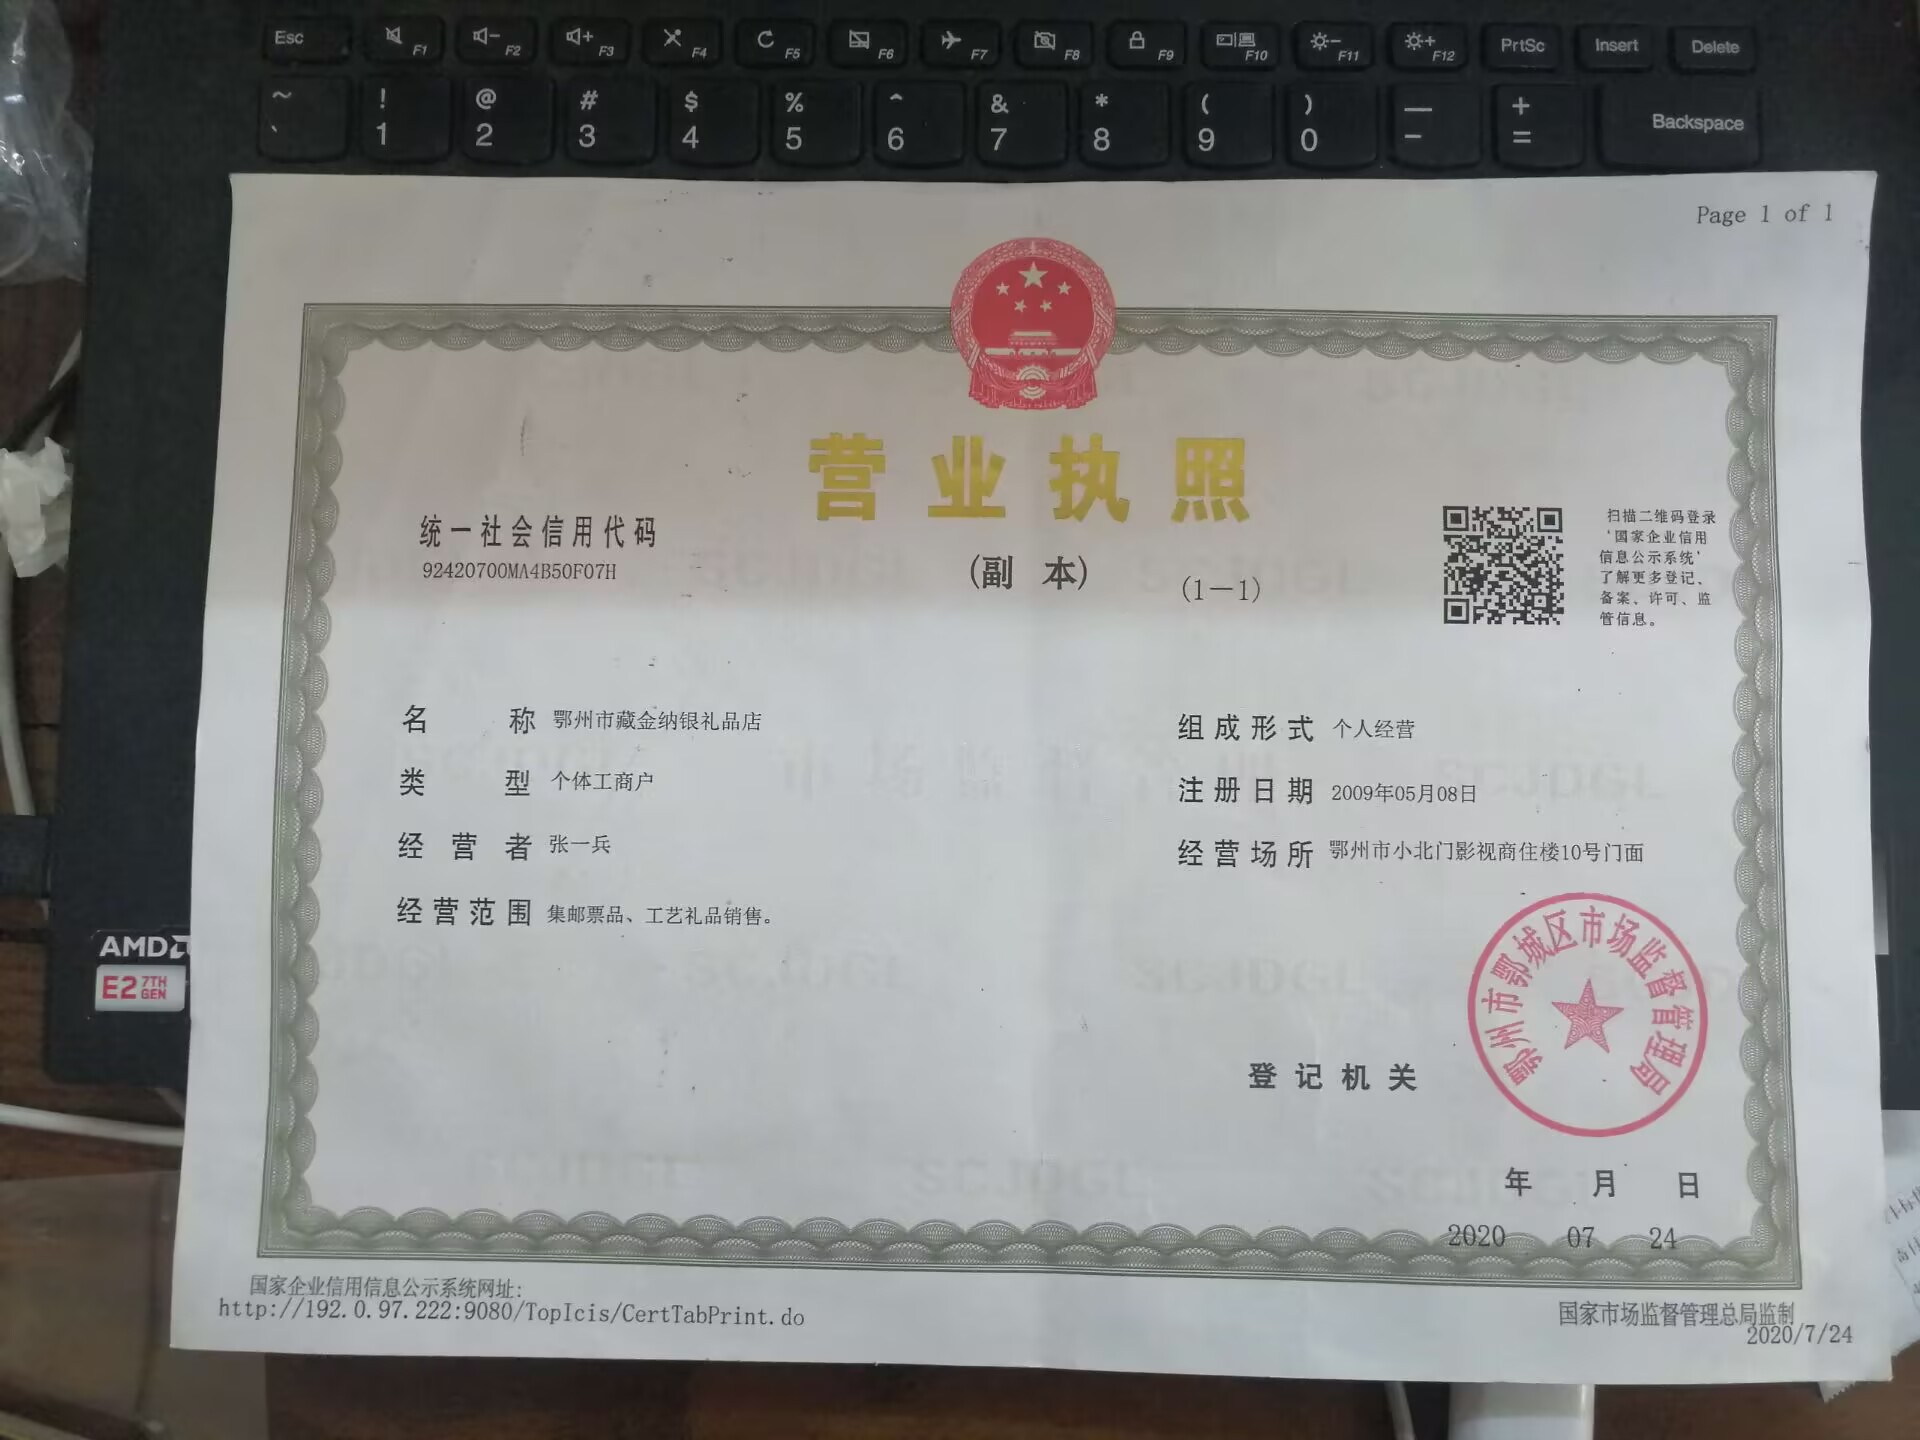 Esc F1 F2 F3 F4 F5 F6 F7 F8 F9 F10 F11 F12 PrtSc Insert Delete
~ ! @ # $ % ^ & * ( ) — +
` 1 2 3 4 5 6 7 8 9 0 - = Backspace
Page 1 of 1
营业执照
(副 本) (1-1)
统一社会信用代码
92420700MA4B50F07H
扫描二维码登录
'国家企业信用
信息公示系统'
了解更多登记、
备案、许可、监
管信息。
名 称 鄂州市藏金纳银礼品店
类 型 个体工商户
经 营 者 张一兵
经营范围 集邮票品、工艺礼品销售。
组成形式 个人经营
注册日期 2009年05月08日
经营场所 鄂州市小北门影视商住楼10号门面
鄂州市鄂城区市场监督管理局
登记机关
年 月 日
2020 07 24
国家企业信用信息公示系统网址:
http://192.0.97.222:9080/TopIcis/CertTabPrint.do
国家市场监督管理总局监制
2020/7/24
AMD
E2 7TH
GEN